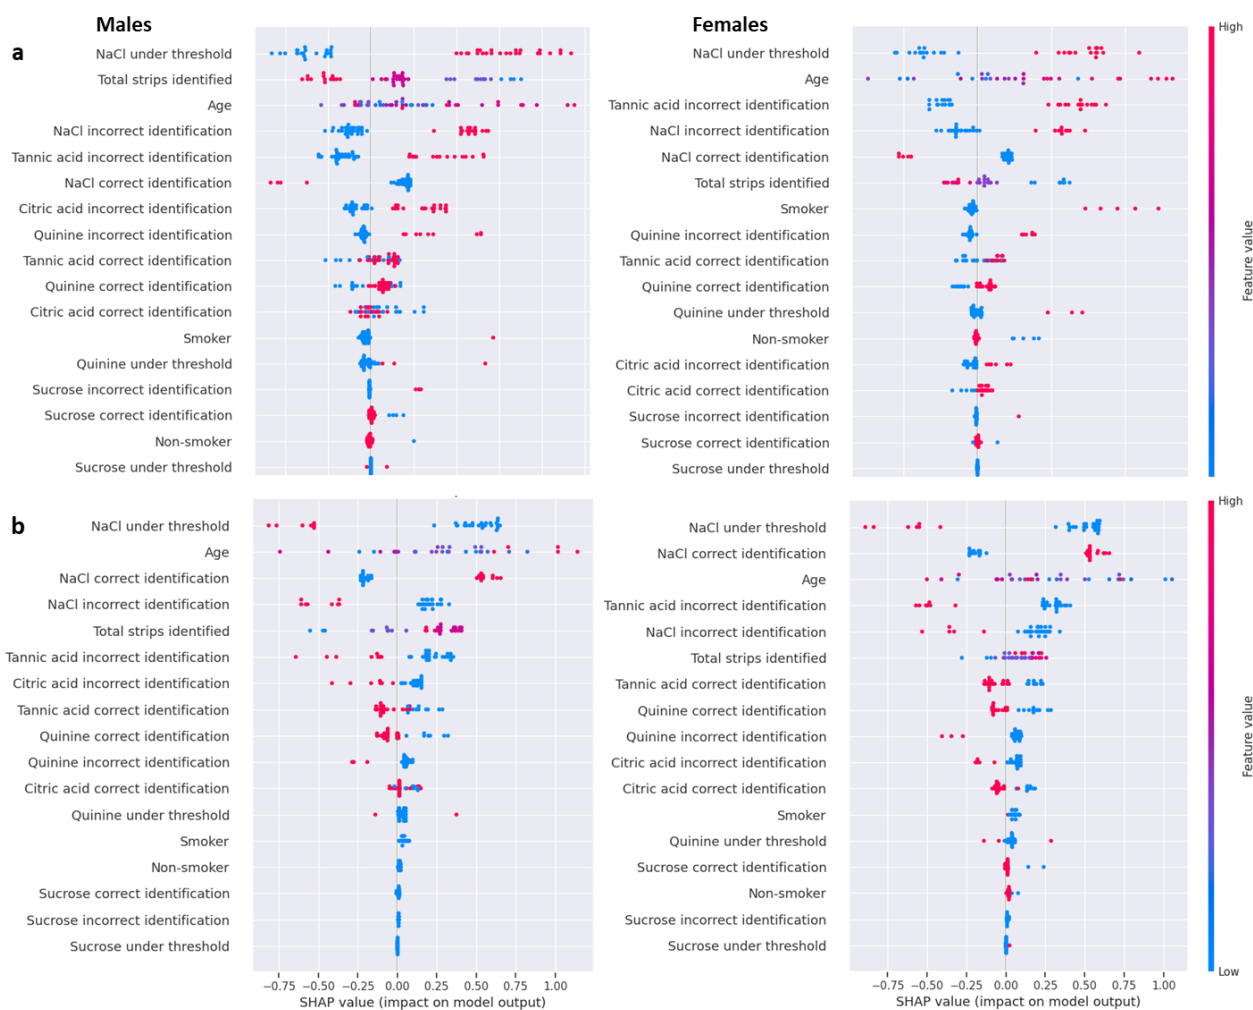 Males
Females
a
NaCl under threshold
Total strips identified
Age
NaCl incorrect identification
Tannic acid incorrect identification
NaCl correct identification
Citric acid incorrect identification
Quinine incorrect identification
Tannic acid correct identification
Quinine correct identification
Citric acid correct identification
Smoker
Quinine under threshold
Sucrose incorrect identification
Sucrose correct identification
Non-smoker
Sucrose under threshold
NaCl under threshold
Age
Tannic acid incorrect identification
NaCl incorrect identification
NaCl correct identification
Total strips identified
Smoker
Quinine incorrect identification
Tannic acid correct identification
Quinine correct identification
Quinine under threshold
Non-smoker
Citric acid incorrect identification
Citric acid correct identification
Sucrose incorrect identification
Sucrose correct identification
Sucrose under threshold
High
Feature value
b
NaCl under threshold
Age
NaCl correct identification
NaCl incorrect identification
Total strips identified
Tannic acid incorrect identification
Citric acid incorrect identification
Tannic acid correct identification
Quinine correct identification
Quinine incorrect identification
Citric acid correct identification
Quinine under threshold
Smoker
Non-smoker
Sucrose correct identification
Sucrose incorrect identification
Sucrose under threshold
−0.75 −0.50 −0.25 0.00 0.25 0.50 0.75 1.00
SHAP value (impact on model output)
NaCl under threshold
NaCl correct identification
Age
Tannic acid incorrect identification
NaCl incorrect identification
Total strips identified
Tannic acid correct identification
Quinine correct identification
Quinine incorrect identification
Citric acid incorrect identification
Citric acid correct identification
Smoker
Quinine under threshold
Sucrose correct identification
Non-smoker
Sucrose incorrect identification
Sucrose under threshold
−0.75 −0.50 −0.25 0.00 0.25 0.50 0.75 1.00
SHAP value (impact on model output)
High
Feature value
Low